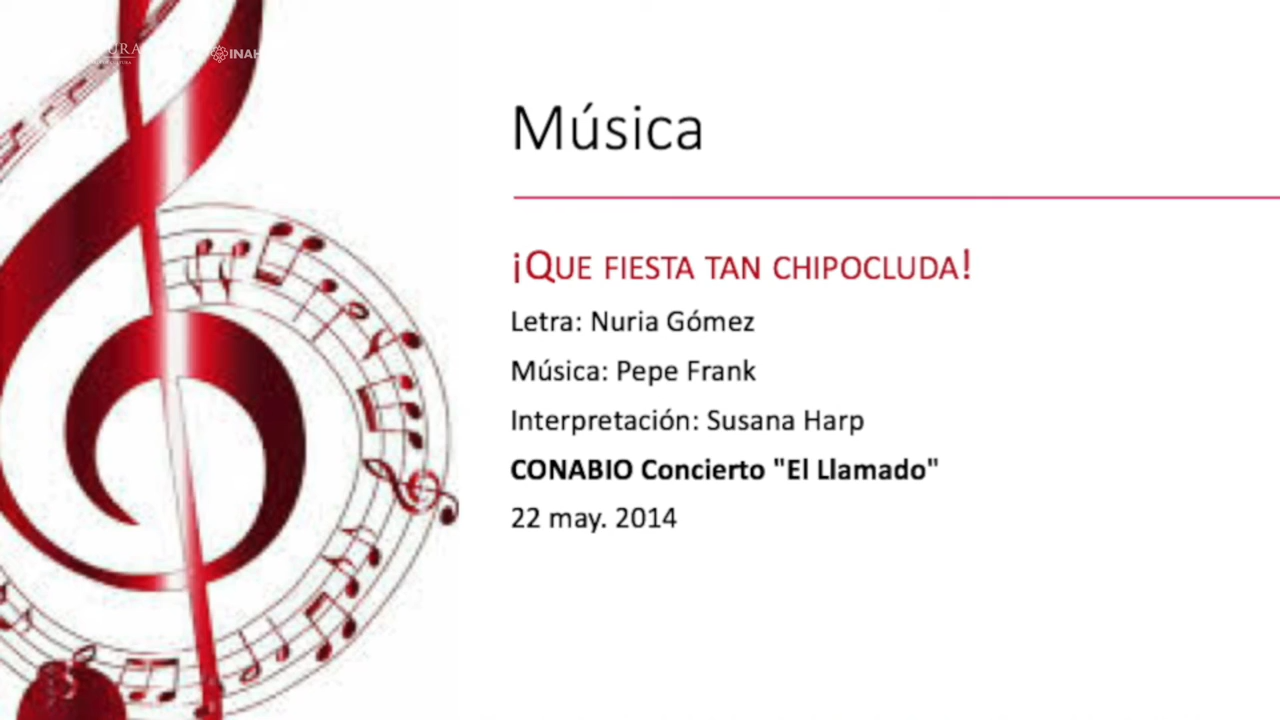 INAH
Música
¡QUE FIESTA TAN CHIPOCLUDA!
Letra: Nuria Gómez
Música: Pepe Frank
Interpretación: Susana Harp
CONABIO Concierto "El Llamado"
22 may. 2014